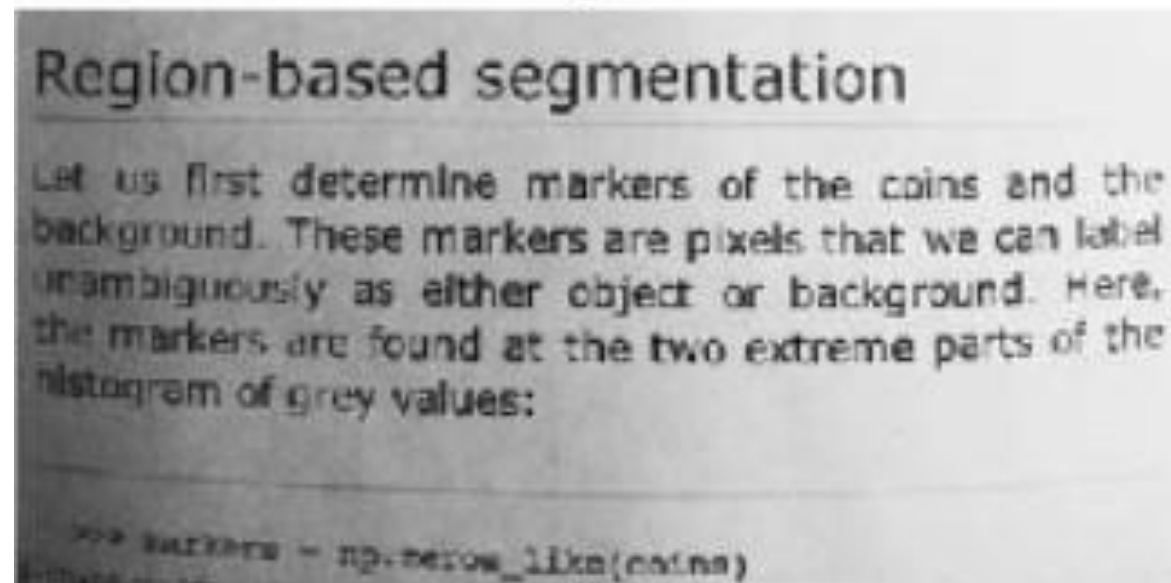 Region-based segmentation
Let us first determine markers of the coins and the
background. These markers are pixels that we can label
unambiguously as either object or background. Here,
the markers are found at the two extreme parts of the
histogram of grey values:
>>> markers = np.zeros_like(coins)